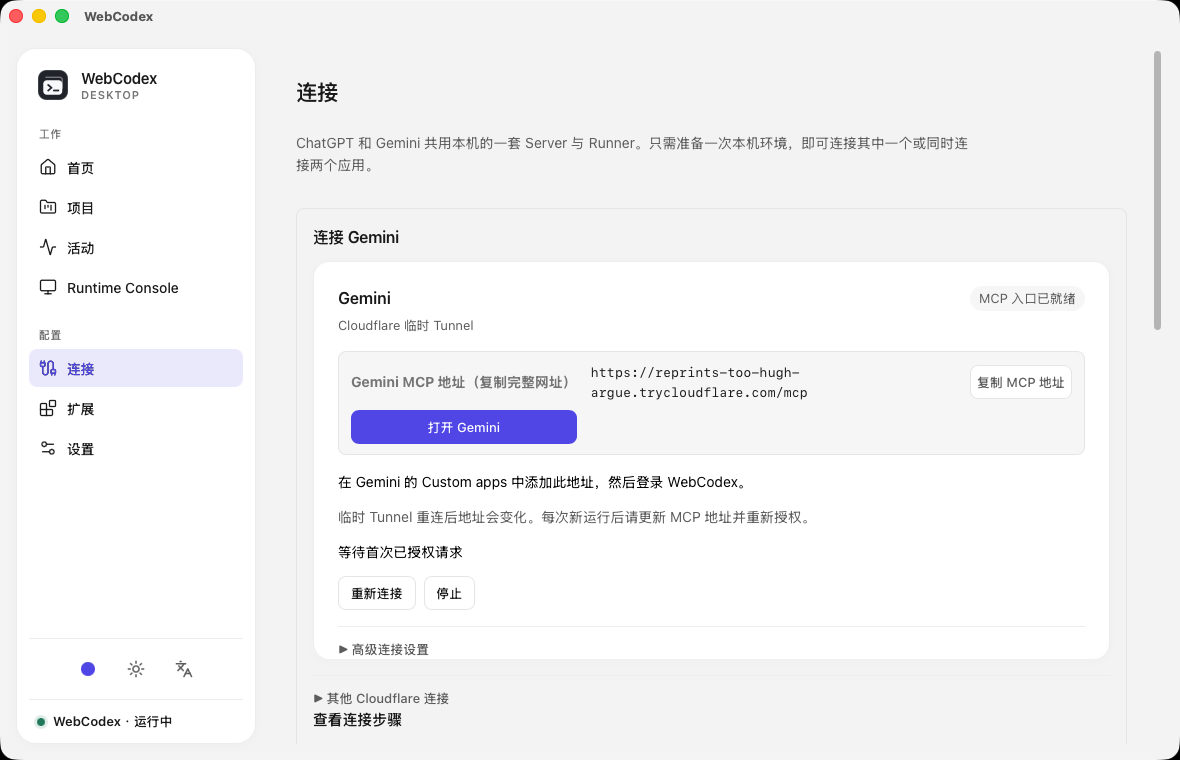 WebCodex
WebCodex
DESKTOP
工作
首页
项目
活动
Runtime Console
配置
连接
扩展
设置
WebCodex · 运行中
连接
ChatGPT 和 Gemini 共用本机的一套 Server 与 Runner。只需准备一次本机环境，即可连接其中一个或同时连
接两个应用。
连接 Gemini
Gemini
MCP 入口已就绪
Cloudflare 临时 Tunnel
Gemini MCP 地址（复制完整网址）
https://reprints-too-hugh-
argue.trycloudflare.com/mcp
复制 MCP 地址
打开 Gemini
在 Gemini 的 Custom apps 中添加此地址，然后登录 WebCodex。
临时 Tunnel 重连后地址会变化。每次新运行后请更新 MCP 地址并重新授权。
等待首次已授权请求
重新连接
停止
▶ 高级连接设置
▶ 其他 Cloudflare 连接
查看连接步骤